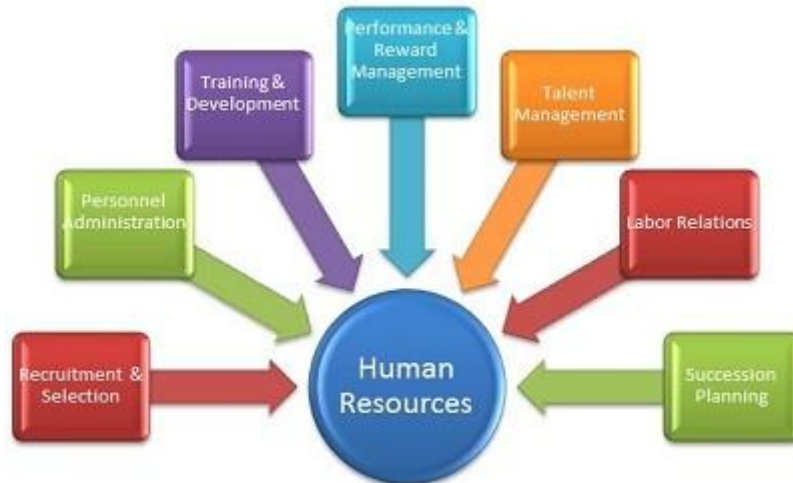 Performance &
Reward
Management
Training &
Development
Talent
Management
Personnel
Administration
Labor Relations
Recruitment &
Selection
Human
Resources
Succession
Planning